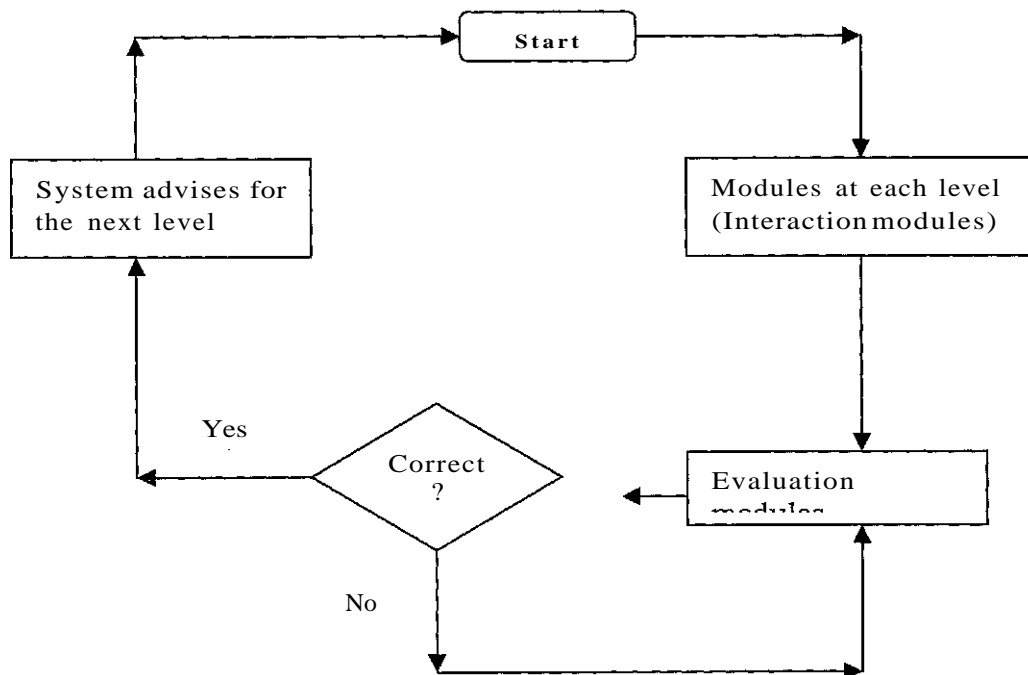 Start
System advises for
the next level
Modules at each level
(Interaction modules)
Yes
Correct
?
Evaluation
No